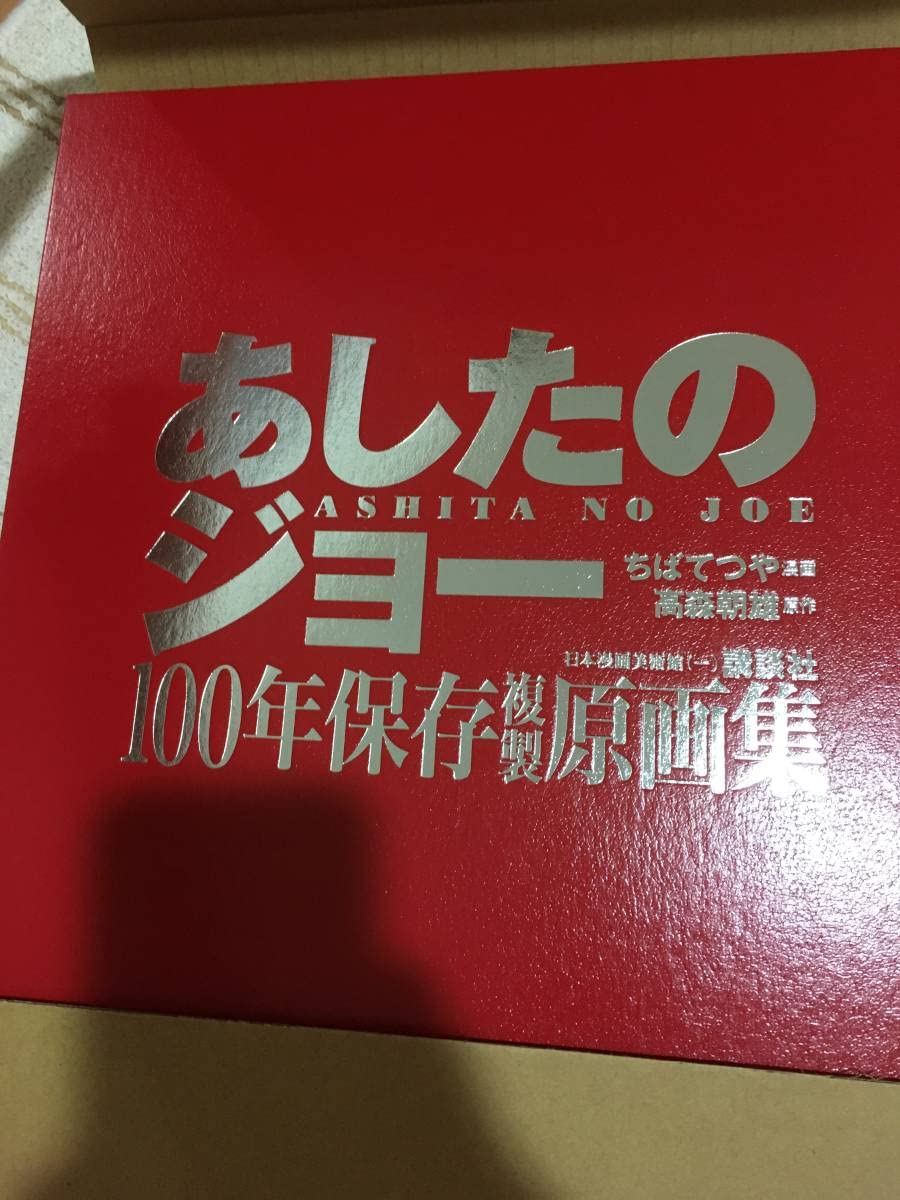 あしたの
ASHITA NO JOE
ジョー
ちばてつや漫画
高森朝雄原作
日本漫画美術館(一)講談社
100年保存複製原画集